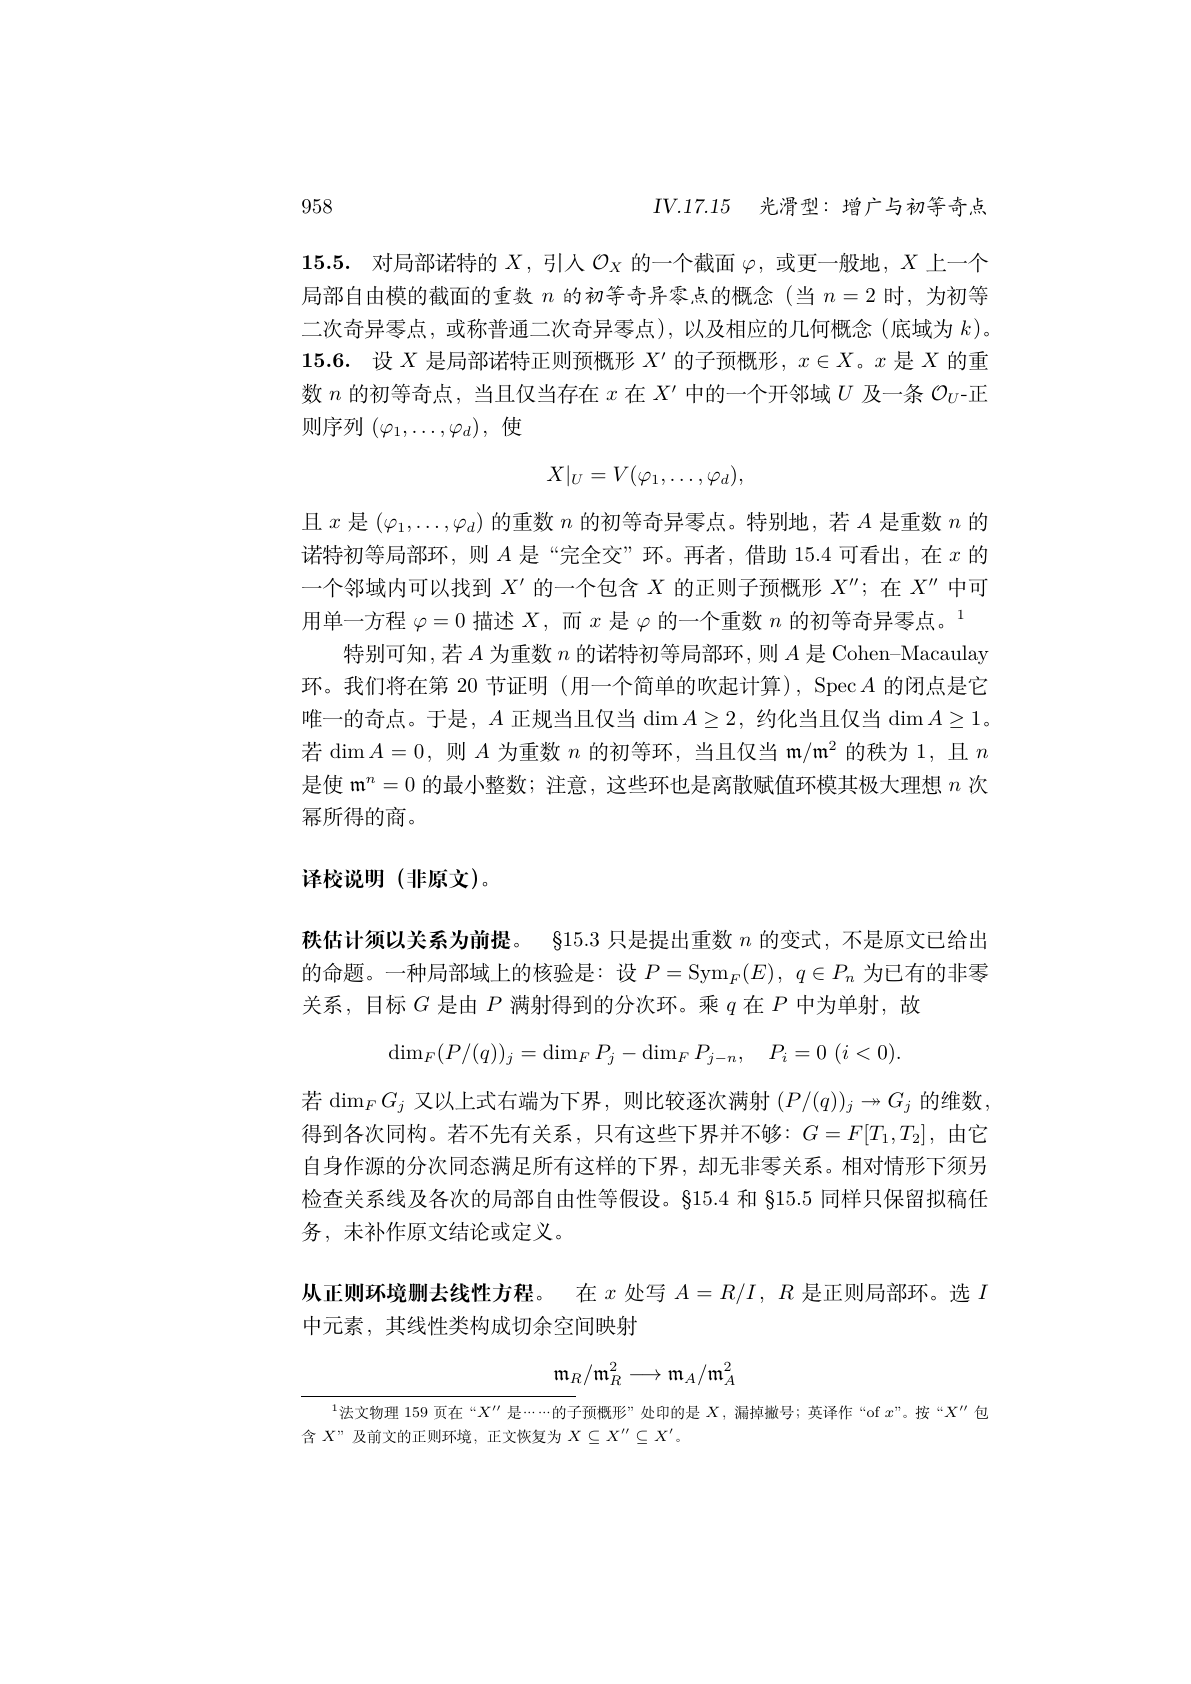 958 IV.17.15 光滑型：增广与初等奇点
15.5. 对局部诺特的 X，引入 𝒪_X 的一个截面 φ，或更一般地，X 上一个
局部自由模的截面的重数 n 的初等奇异零点的概念（当 n = 2 时，为初等
二次奇异零点，或称普通二次奇异零点），以及相应的几何概念（底域为 k）。
15.6. 设 X 是局部诺特正则预概形 X′ 的子预概形，x ∈ X。x 是 X 的重
数 n 的初等奇点，当且仅当存在 x 在 X′ 中的一个开邻域 U 及一条 𝒪_U-正
则序列 (φ₁, . . . , φ_d)，使
X|_U = V(φ₁, . . . , φ_d),
且 x 是 (φ₁, . . . , φ_d) 的重数 n 的初等奇异零点。特别地，若 A 是重数 n 的
诺特初等局部环，则 A 是“完全交”环。再者，借助 15.4 可看出，在 x 的
一个邻域内可以找到 X′ 的一个包含 X 的正则子预概形 X″；在 X″ 中可
用单一方程 φ = 0 描述 X，而 x 是 φ 的一个重数 n 的初等奇异零点。¹
特别可知，若 A 为重数 n 的诺特初等局部环，则 A 是 Cohen–Macaulay
环。我们将在第 20 节证明（用一个简单的吹起计算），Spec A 的闭点是它
唯一的奇点。于是，A 正规当且仅当 dim A ≥ 2，约化当且仅当 dim A ≥ 1。
若 dim A = 0，则 A 为重数 n 的初等环，当且仅当 𝔪/𝔪² 的秩为 1，且 n
是使 𝔪ⁿ = 0 的最小整数；注意，这些环也是离散赋值环模其极大理想 n 次
幂所得的商。
译校说明（非原文）。
秩估计须以关系为前提。 §15.3 只是提出重数 n 的变式，不是原文已给出
的命题。一种局部域上的核验是：设 P = Sym_F(E)，q ∈ P_n 为已有的非零
关系，目标 G 是由 P 满射得到的分次环。乘 q 在 P 中为单射，故
dim_F(P/(q))_j = dim_F P_j − dim_F P_{j−n}, P_i = 0 (i < 0).
若 dim_F G_j 又以上式右端为下界，则比较逐次满射 (P/(q))_j ↠ G_j 的维数，
得到各次同构。若不先有关系，只有这些下界并不够：G = F[T₁, T₂]，由它
自身作源的分次同态满足所有这样的下界，却无非零关系。相对情形下须另
检查关系线及各次的局部自由性等假设。§15.4 和 §15.5 同样只保留拟稿任
务，未补作原文结论或定义。
从正则环境删去线性方程。 在 x 处写 A = R/I，R 是正则局部环。选 I
中元素，其线性类构成切余空间映射
𝔪_R/𝔪_R² ⟶ 𝔪_A/𝔪_A²
¹法文物理 159 页在“X″ 是……的子预概形”处印的是 X，漏掉撇号；英译作“of x”。按“X″ 包
含 X”及前文的正则环境，正文恢复为 X ⊆ X″ ⊆ X′。